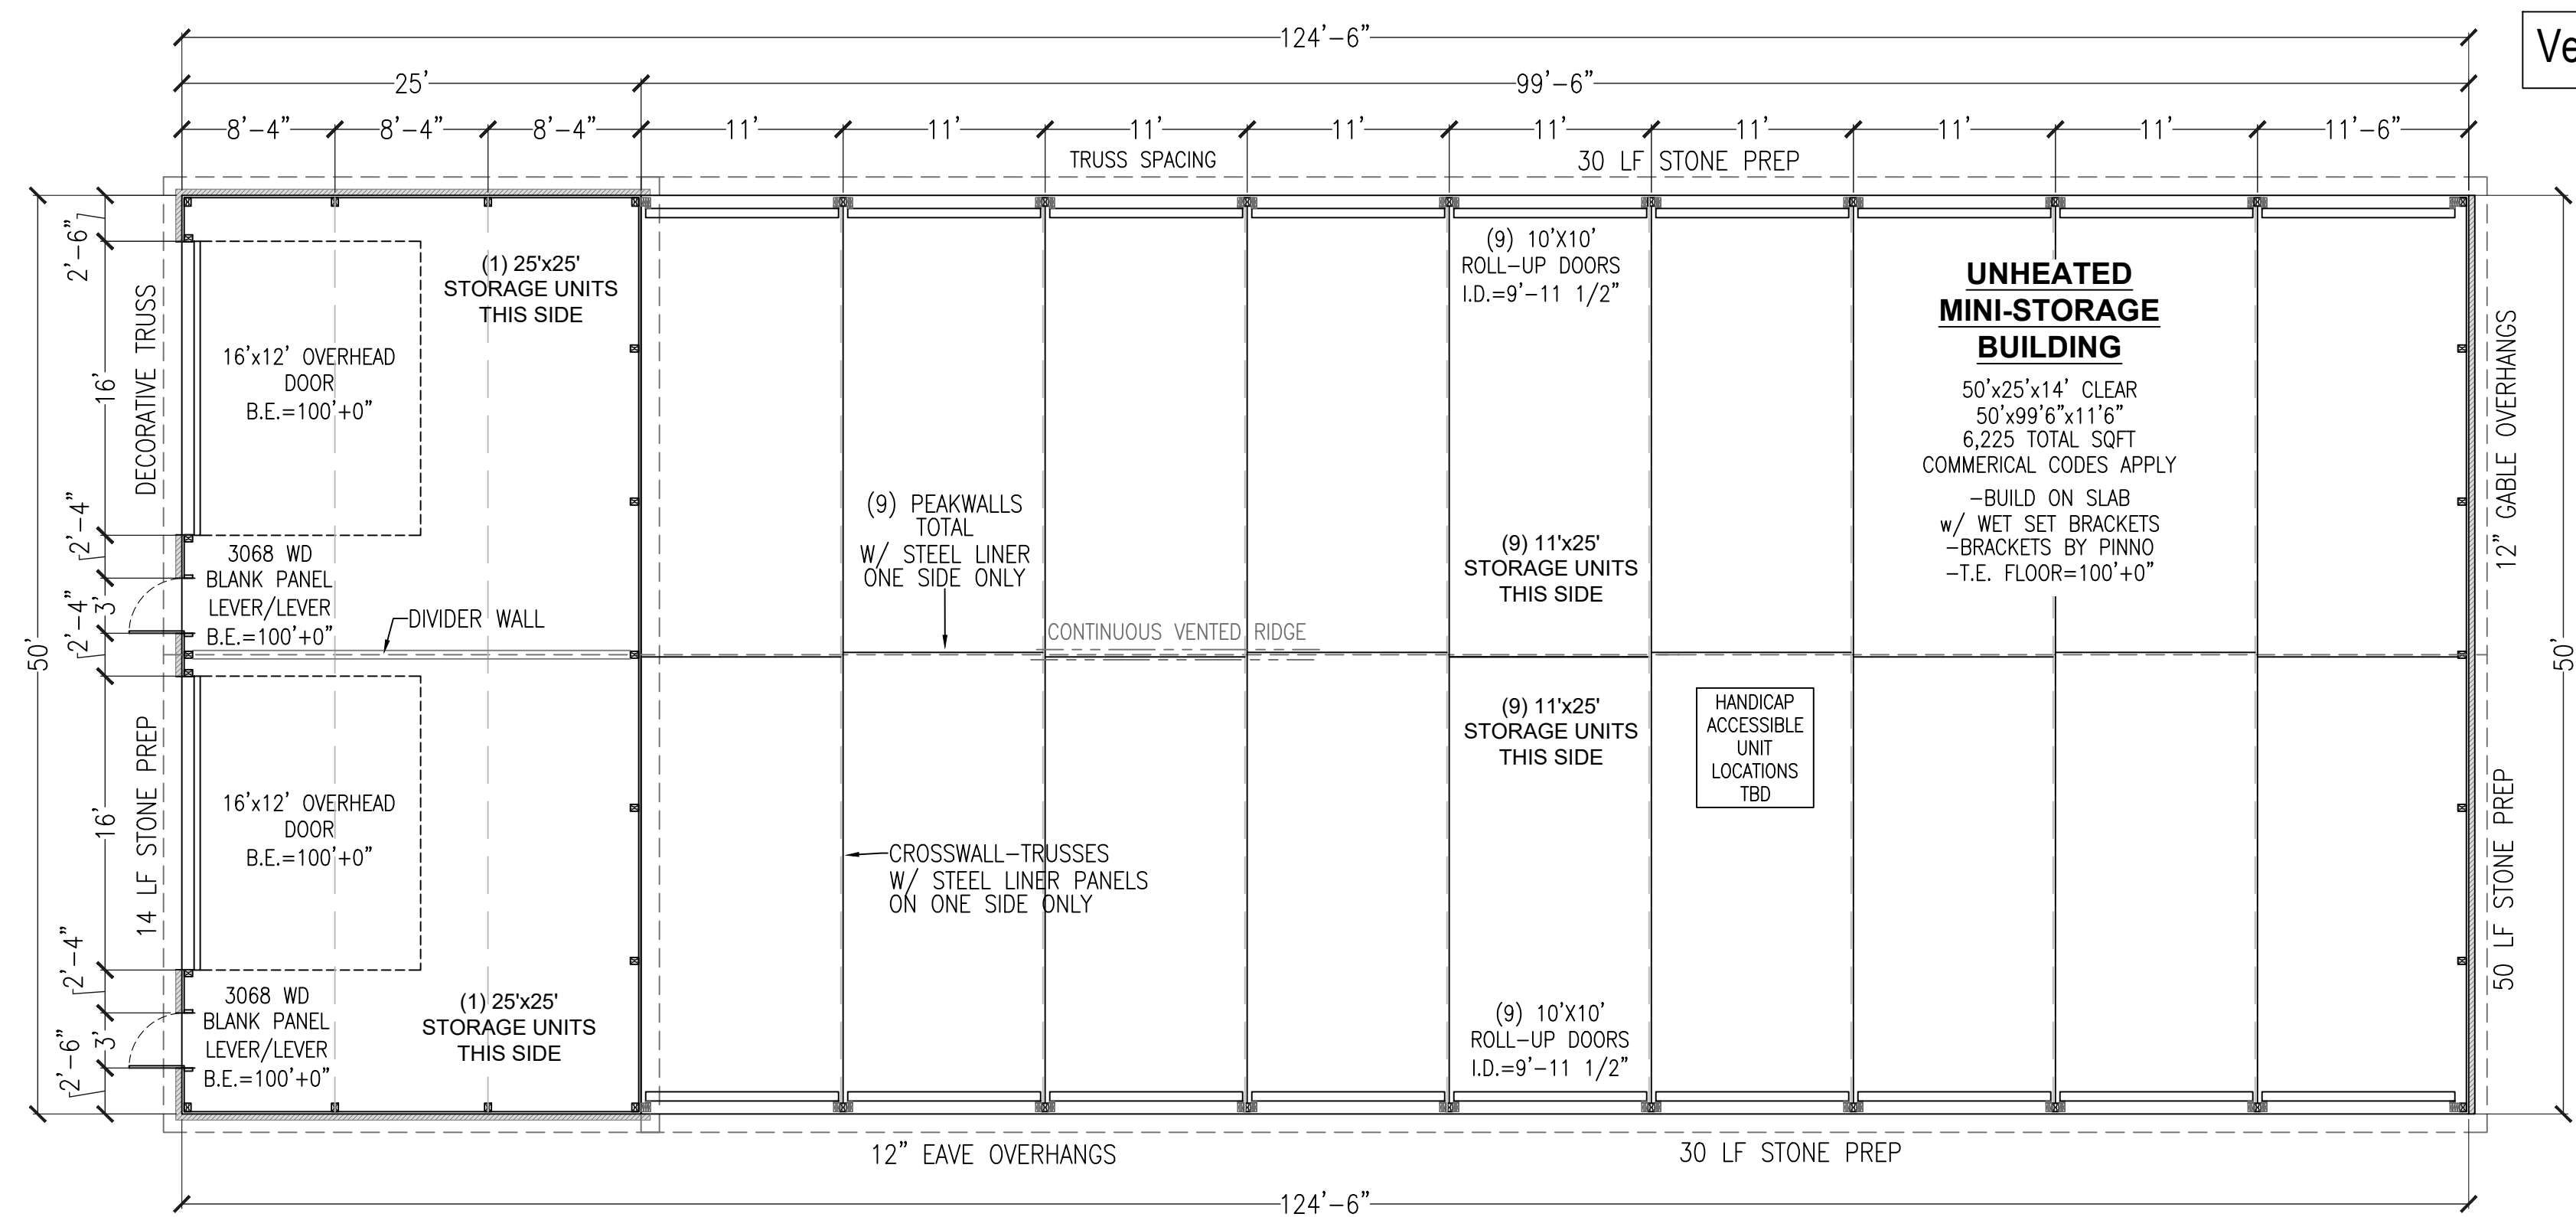 124'-6"
Ve
25'
99'-6"
8'-4"
8'-4"
8'-4"
11'
11'
11'
11'
11'
11'
11'
11'
11'-6"
TRUSS SPACING
30 LF STONE PREP
2'-6"
16'
2'-4"
3'
2'-4"
50'
16'
2'-4"
3'
2'-6"
DECORATIVE TRUSS
14 LF STONE PREP
(1) 25'x25'
STORAGE UNITS
THIS SIDE
16'x12' OVERHEAD
DOOR
B.E.=100'+0"
3068 WD
BLANK PANEL
LEVER/LEVER
B.E.=100'+0"
DIVIDER WALL
16'x12' OVERHEAD
DOOR
B.E.=100'+0"
3068 WD
BLANK PANEL
LEVER/LEVER
B.E.=100'+0"
(1) 25'x25'
STORAGE UNITS
THIS SIDE
(9) PEAKWALLS
TOTAL
W/ STEEL LINER
ONE SIDE ONLY
CONTINUOUS VENTED RIDGE
CROSSWALL-TRUSSES
W/ STEEL LINER PANELS
ON ONE SIDE ONLY
(9) 10'X10'
ROLL-UP DOORS
I.D.=9'-11 1/2"
(9) 11'x25'
STORAGE UNITS
THIS SIDE
(9) 11'x25'
STORAGE UNITS
THIS SIDE
(9) 10'X10'
ROLL-UP DOORS
I.D.=9'-11 1/2"
HANDICAP
ACCESSIBLE
UNIT
LOCATIONS
TBD
UNHEATED
MINI-STORAGE
BUILDING
50'x25'x14' CLEAR
50'x99'6"x11'6"
6,225 TOTAL SQFT
COMMERICAL CODES APPLY
-BUILD ON SLAB
w/ WET SET BRACKETS
-BRACKETS BY PINNO
-T.E. FLOOR=100'+0"
12" GABLE OVERHANGS
50 LF STONE PREP
50'
12" EAVE OVERHANGS
30 LF STONE PREP
124'-6"